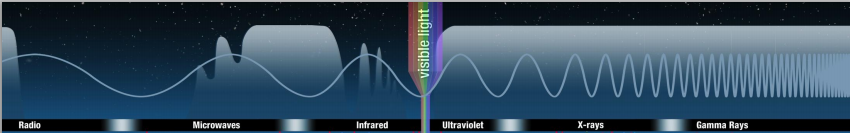 visible light
Radio Microwaves Infrared Ultraviolet X-rays Gamma Rays